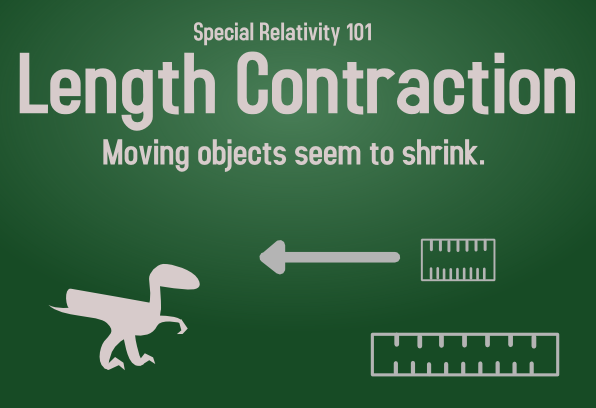 Special Relativity 101
Length Contraction
Moving objects seem to shrink.